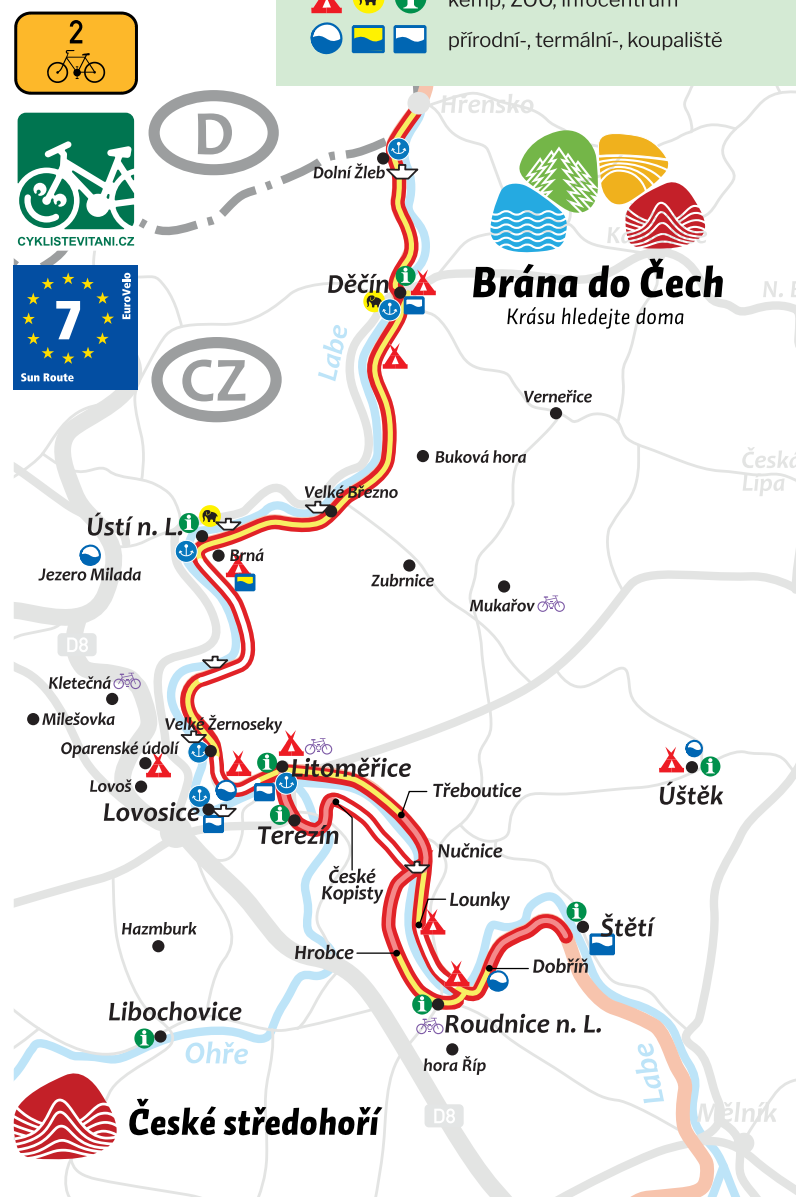 kemp, ZOO, infocentrum
přírodní-, termální-, koupaliště
2
D
Hřensko
Dolní Žleb
CYKLISTEVITANI.CZ
Děčín
Brána do Čech
Krásu hledejte doma
N. B
7
EuroVelo
Sun Route
CZ
Labe
Verneřice
Buková hora
Česká
Lípa
Velké Březno
Ústí n. L.
Brná
Jezero Milada
Zubrnice
Mukařov
D8
Kletečná
Milešovka
Velké Žernoseky
Oparenské údolí
Litoměřice
Lovoš
Třeboutice
Úštěk
Lovosice
Terezín
Nučnice
České
Kopisty
Lounky
Hazmburk
Štětí
Hrobce
Dobříň
Libochovice
Roudnice n. L.
Ohře
hora Říp
Labe
České středohoří
D8
Mělník